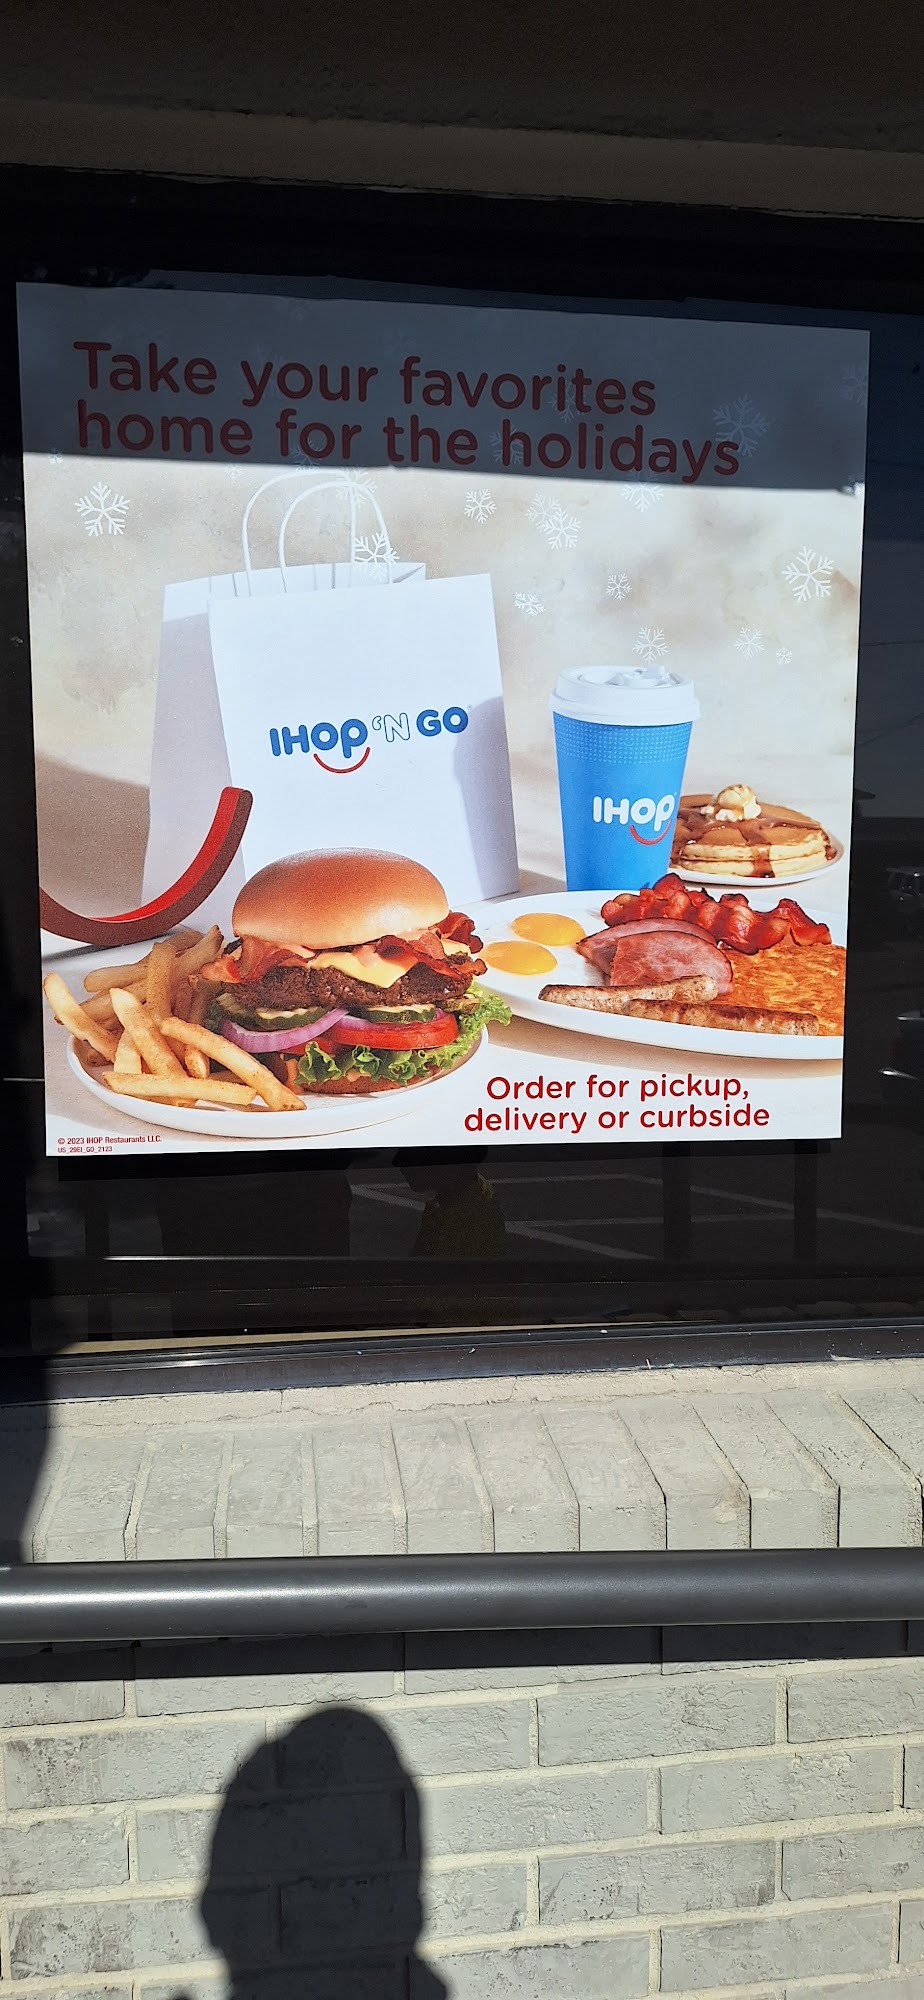 Take your favorites
home for the holidays
IHOP 'N GO
IHOP
Order for pickup,
delivery or curbside
© 2023 IHOP Restaurants LLC.
US_29EI_GO_2123